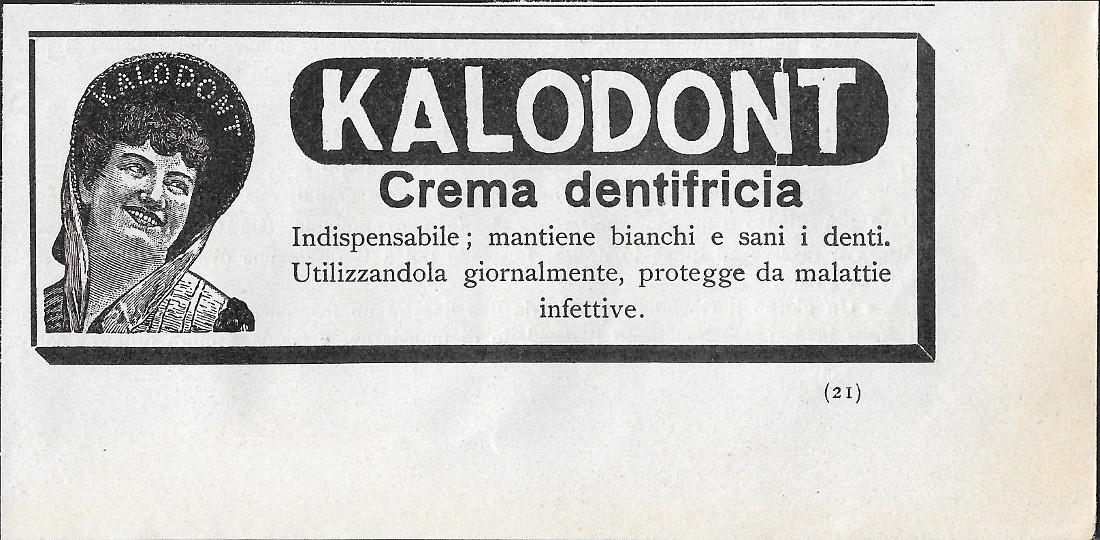 KALODONT
KALODONT
Crema dentifricia
Indispensabile; mantiene bianchi e sani i denti.
Utilizzandola giornalmente, protegge da malattie
infettive.
(21)